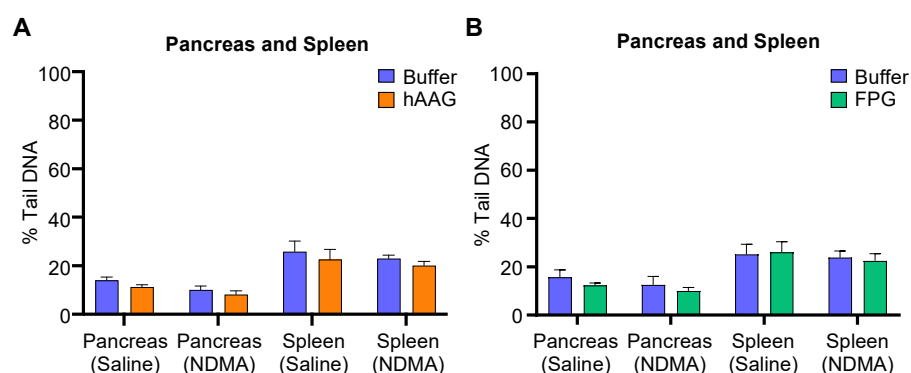 A
Pancreas and Spleen
Buffer
hAAG
% Tail DNA
100
80
60
40
20
0
Pancreas
(Saline)
Pancreas
(NDMA)
Spleen
(Saline)
Spleen
(NDMA)
B
Pancreas and Spleen
Buffer
FPG
% Tail DNA
100
80
60
40
20
0
Pancreas
(Saline)
Pancreas
(NDMA)
Spleen
(Saline)
Spleen
(NDMA)